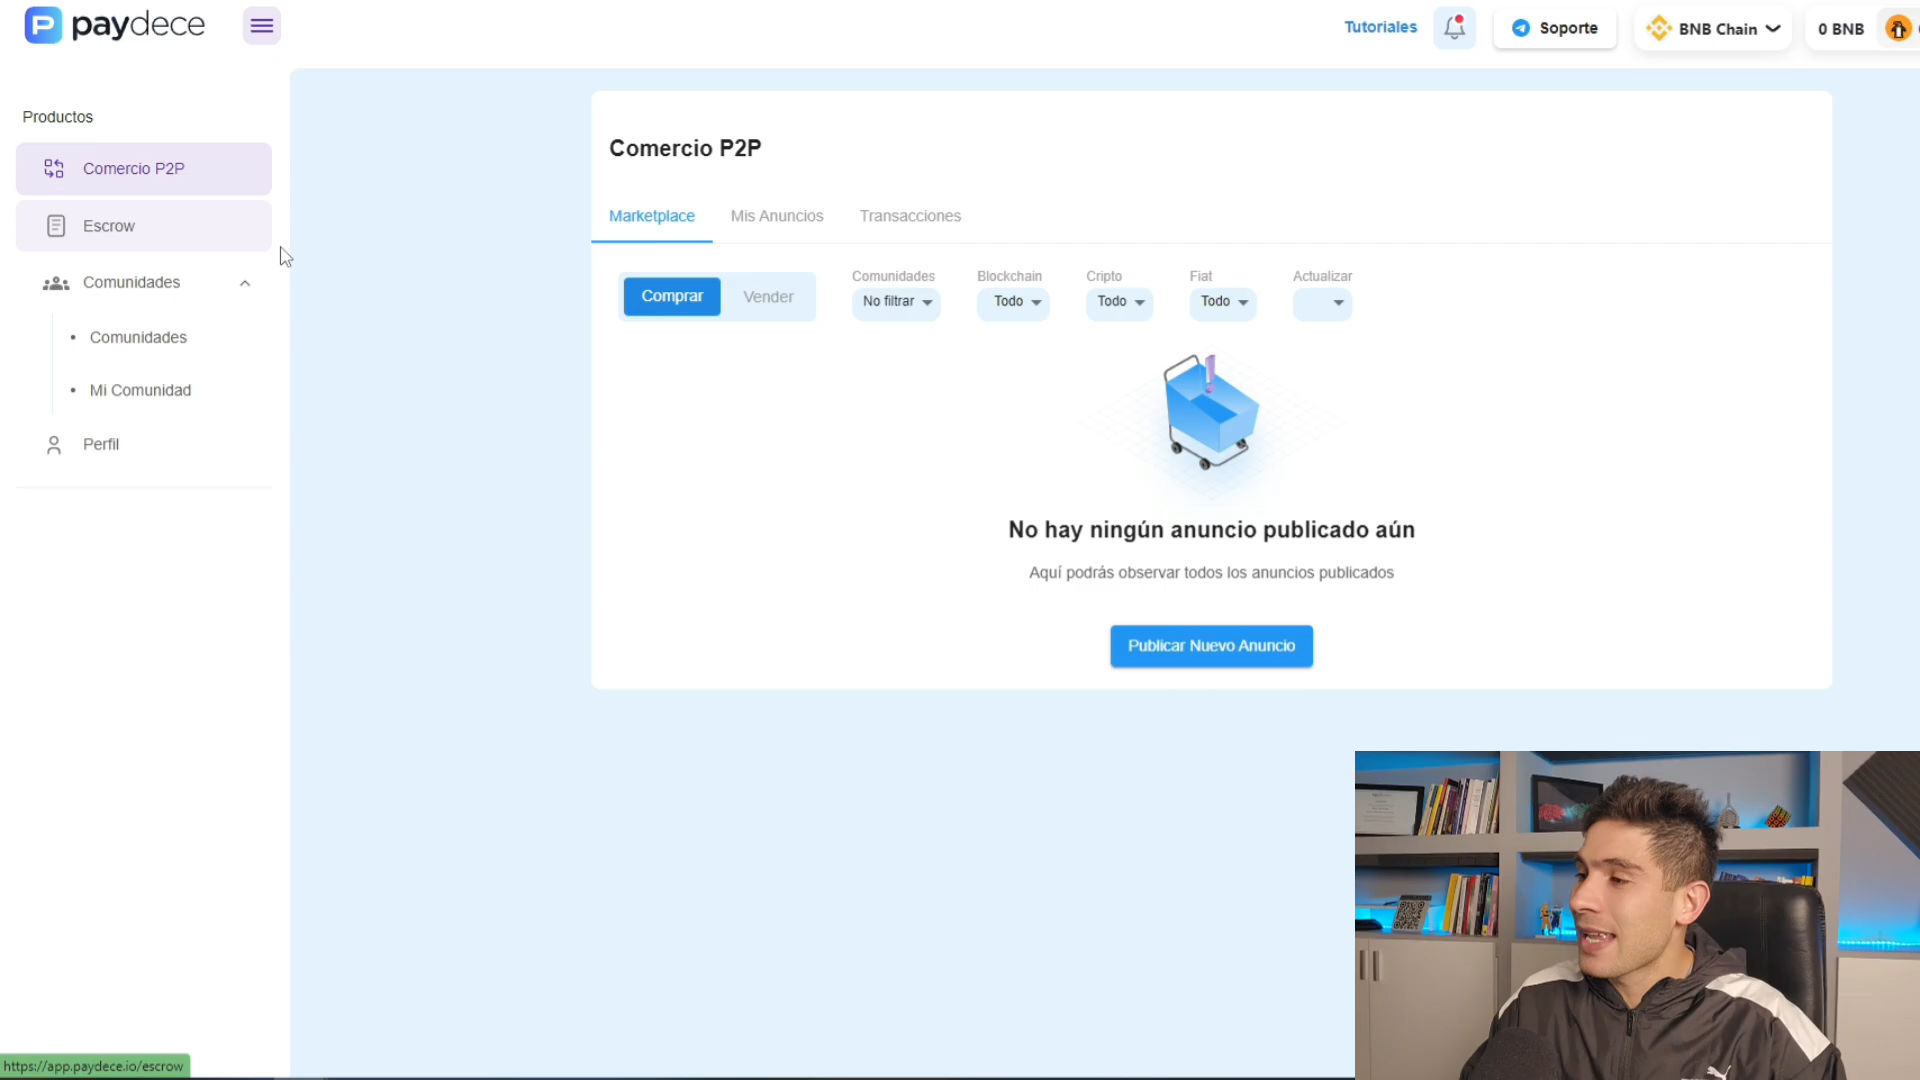 paydece
Tutoriales
Soporte
BNB Chain
0 BNB
Productos
Comercio P2P
Escrow
Comunidades
Comunidades
Mi Comunidad
Perfil
Comercio P2P
Marketplace
Mis Anuncios
Transacciones
Comprar
Vender
Comunidades
No filtrar
Blockchain
Todo
Cripto
Todo
Fiat
Todo
Actualizar
No hay ningún anuncio publicado aún
Aquí podrás observar todos los anuncios publicados
Publicar Nuevo Anuncio
https://app.paydece.io/escrow